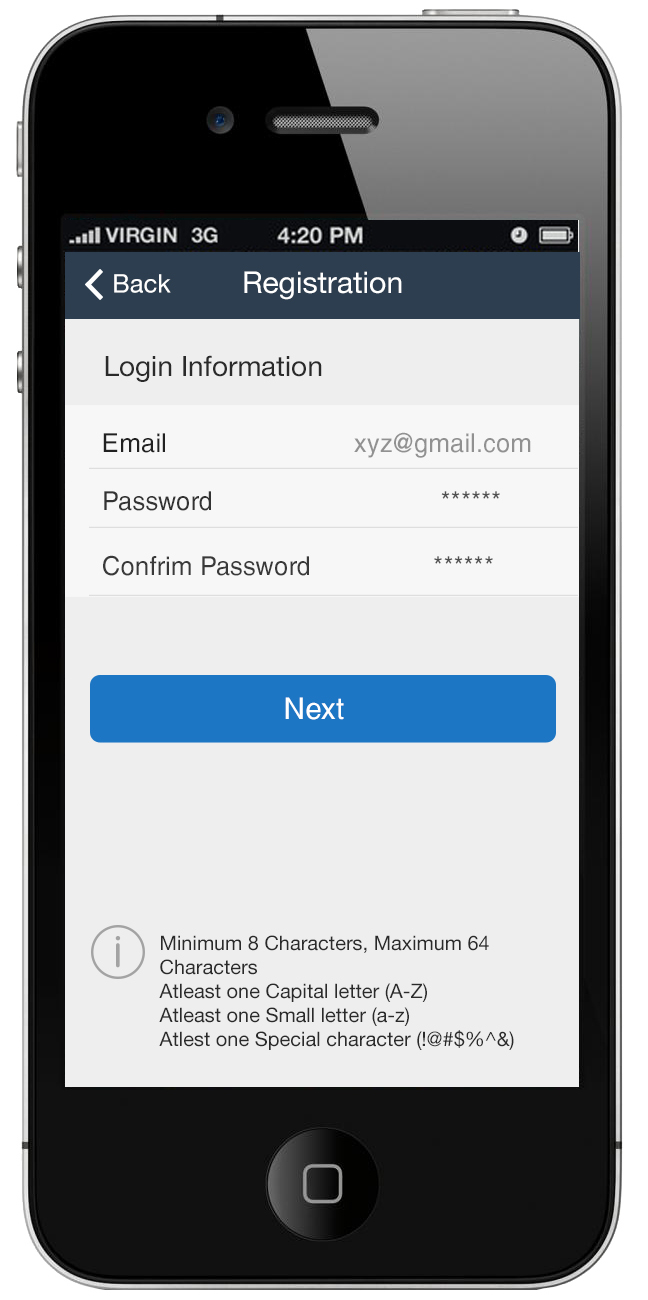 VIRGIN 3G 4:20 PM
Back Registration
Login Information
Email xyz@gmail.com
Password ******
Confrim Password ******
Next
Minimum 8 Characters, Maximum 64
Characters
Atleast one Capital letter (A-Z)
Atleast one Small letter (a-z)
Atlest one Special character (!@#$%^&)